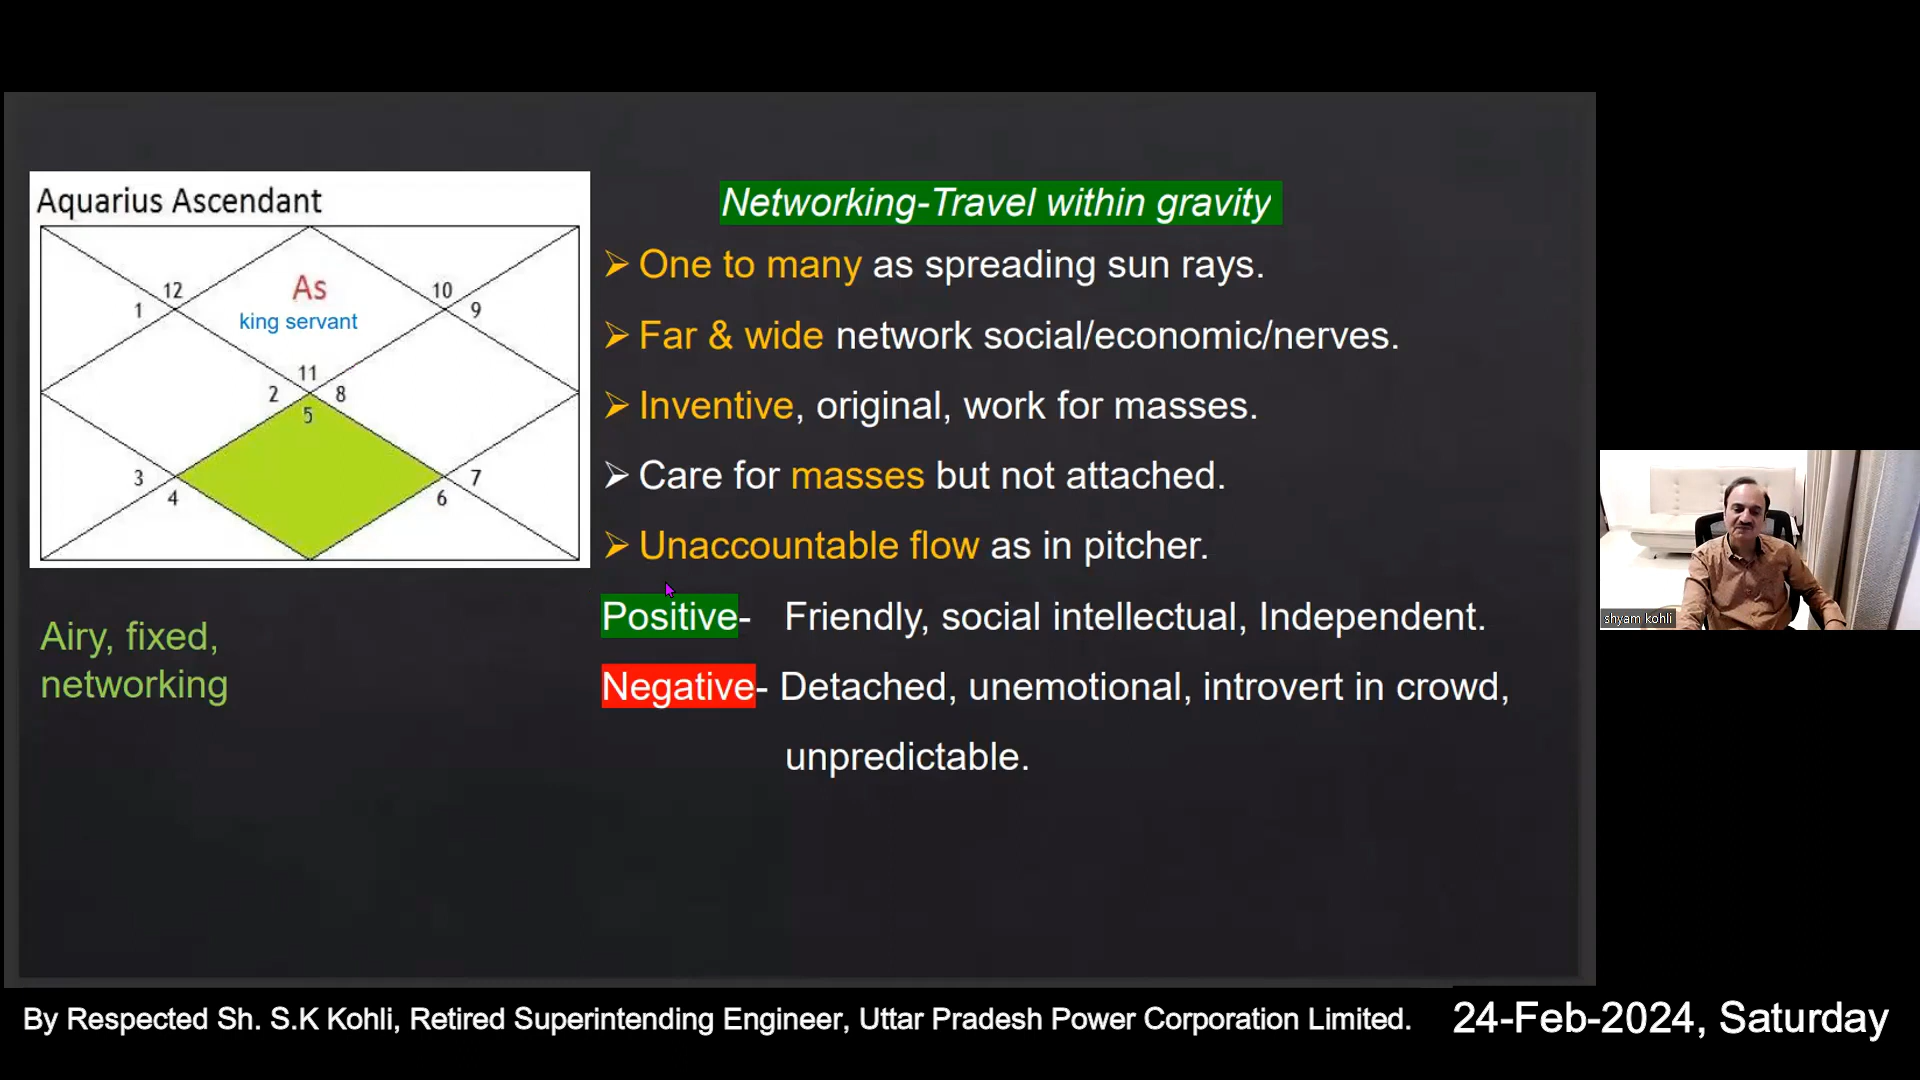 Aquarius Ascendant
12
As
10
1
king servant
9
11
2
8
5
3
7
4
6
Airy, fixed,
networking
Networking-Travel within gravity
➢ One to many as spreading sun rays.
➢ Far & wide network social/economic/nerves.
➢ Inventive, original, work for masses.
➢ Care for masses but not attached.
➢ Unaccountable flow as in pitcher.
Positive- Friendly, social intellectual, Independent.
Negative- Detached, unemotional, introvert in crowd,
unpredictable.
shyam kohli
By Respected Sh. S.K Kohli, Retired Superintending Engineer, Uttar Pradesh Power Corporation Limited.
24-Feb-2024, Saturday